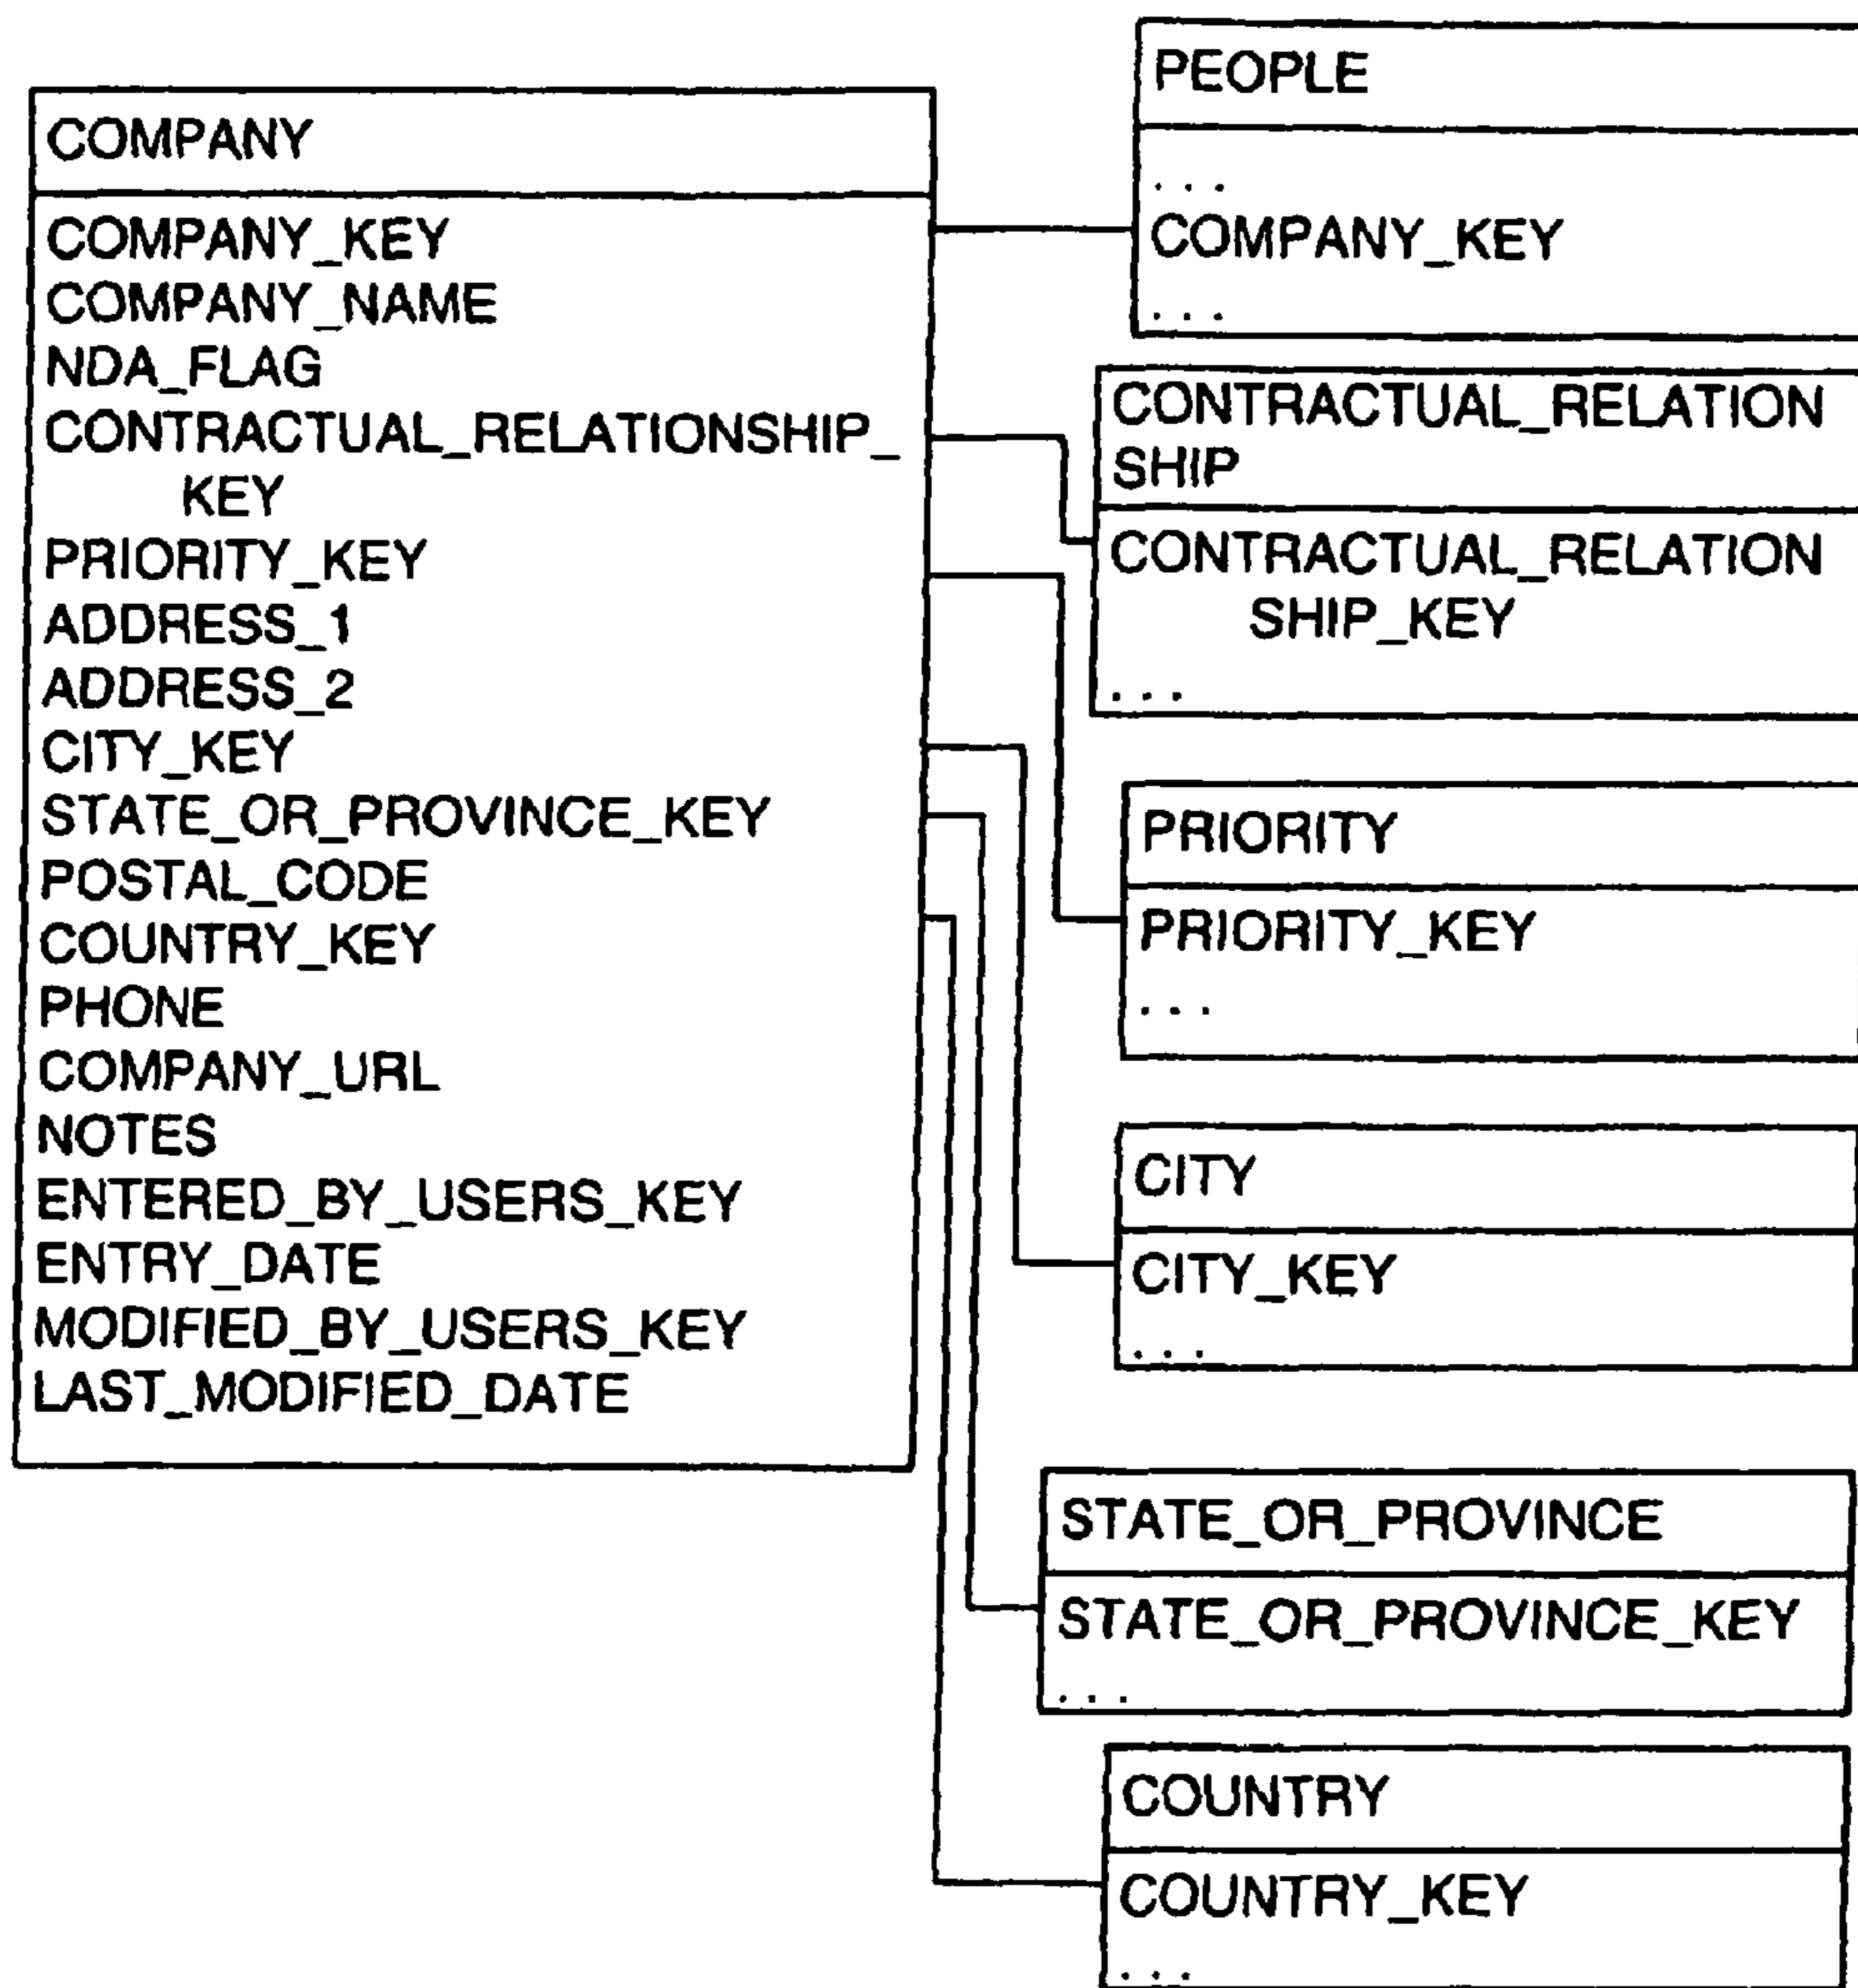 COMPANY
COMPANY_KEY
COMPANY_NAME
NDA_FLAG
CONTRACTUAL_RELATIONSHIP_
KEY
PRIORITY_KEY
ADDRESS_1
ADDRESS_2
CITY_KEY
STATE_OR_PROVINCE_KEY
POSTAL_CODE
COUNTRY_KEY
PHONE
COMPANY_URL
NOTES
ENTERED_BY_USERS_KEY
ENTRY_DATE
MODIFIED_BY_USERS_KEY
LAST_MODIFIED_DATE
PEOPLE
. . .
COMPANY_KEY
. . .
CONTRACTUAL_RELATION
SHIP
CONTRACTUAL_RELATION
SHIP_KEY
. . .
PRIORITY
PRIORITY_KEY
. . .
CITY
CITY_KEY
. . .
STATE_OR_PROVINCE
STATE_OR_PROVINCE_KEY
. . .
COUNTRY
COUNTRY_KEY
. . .